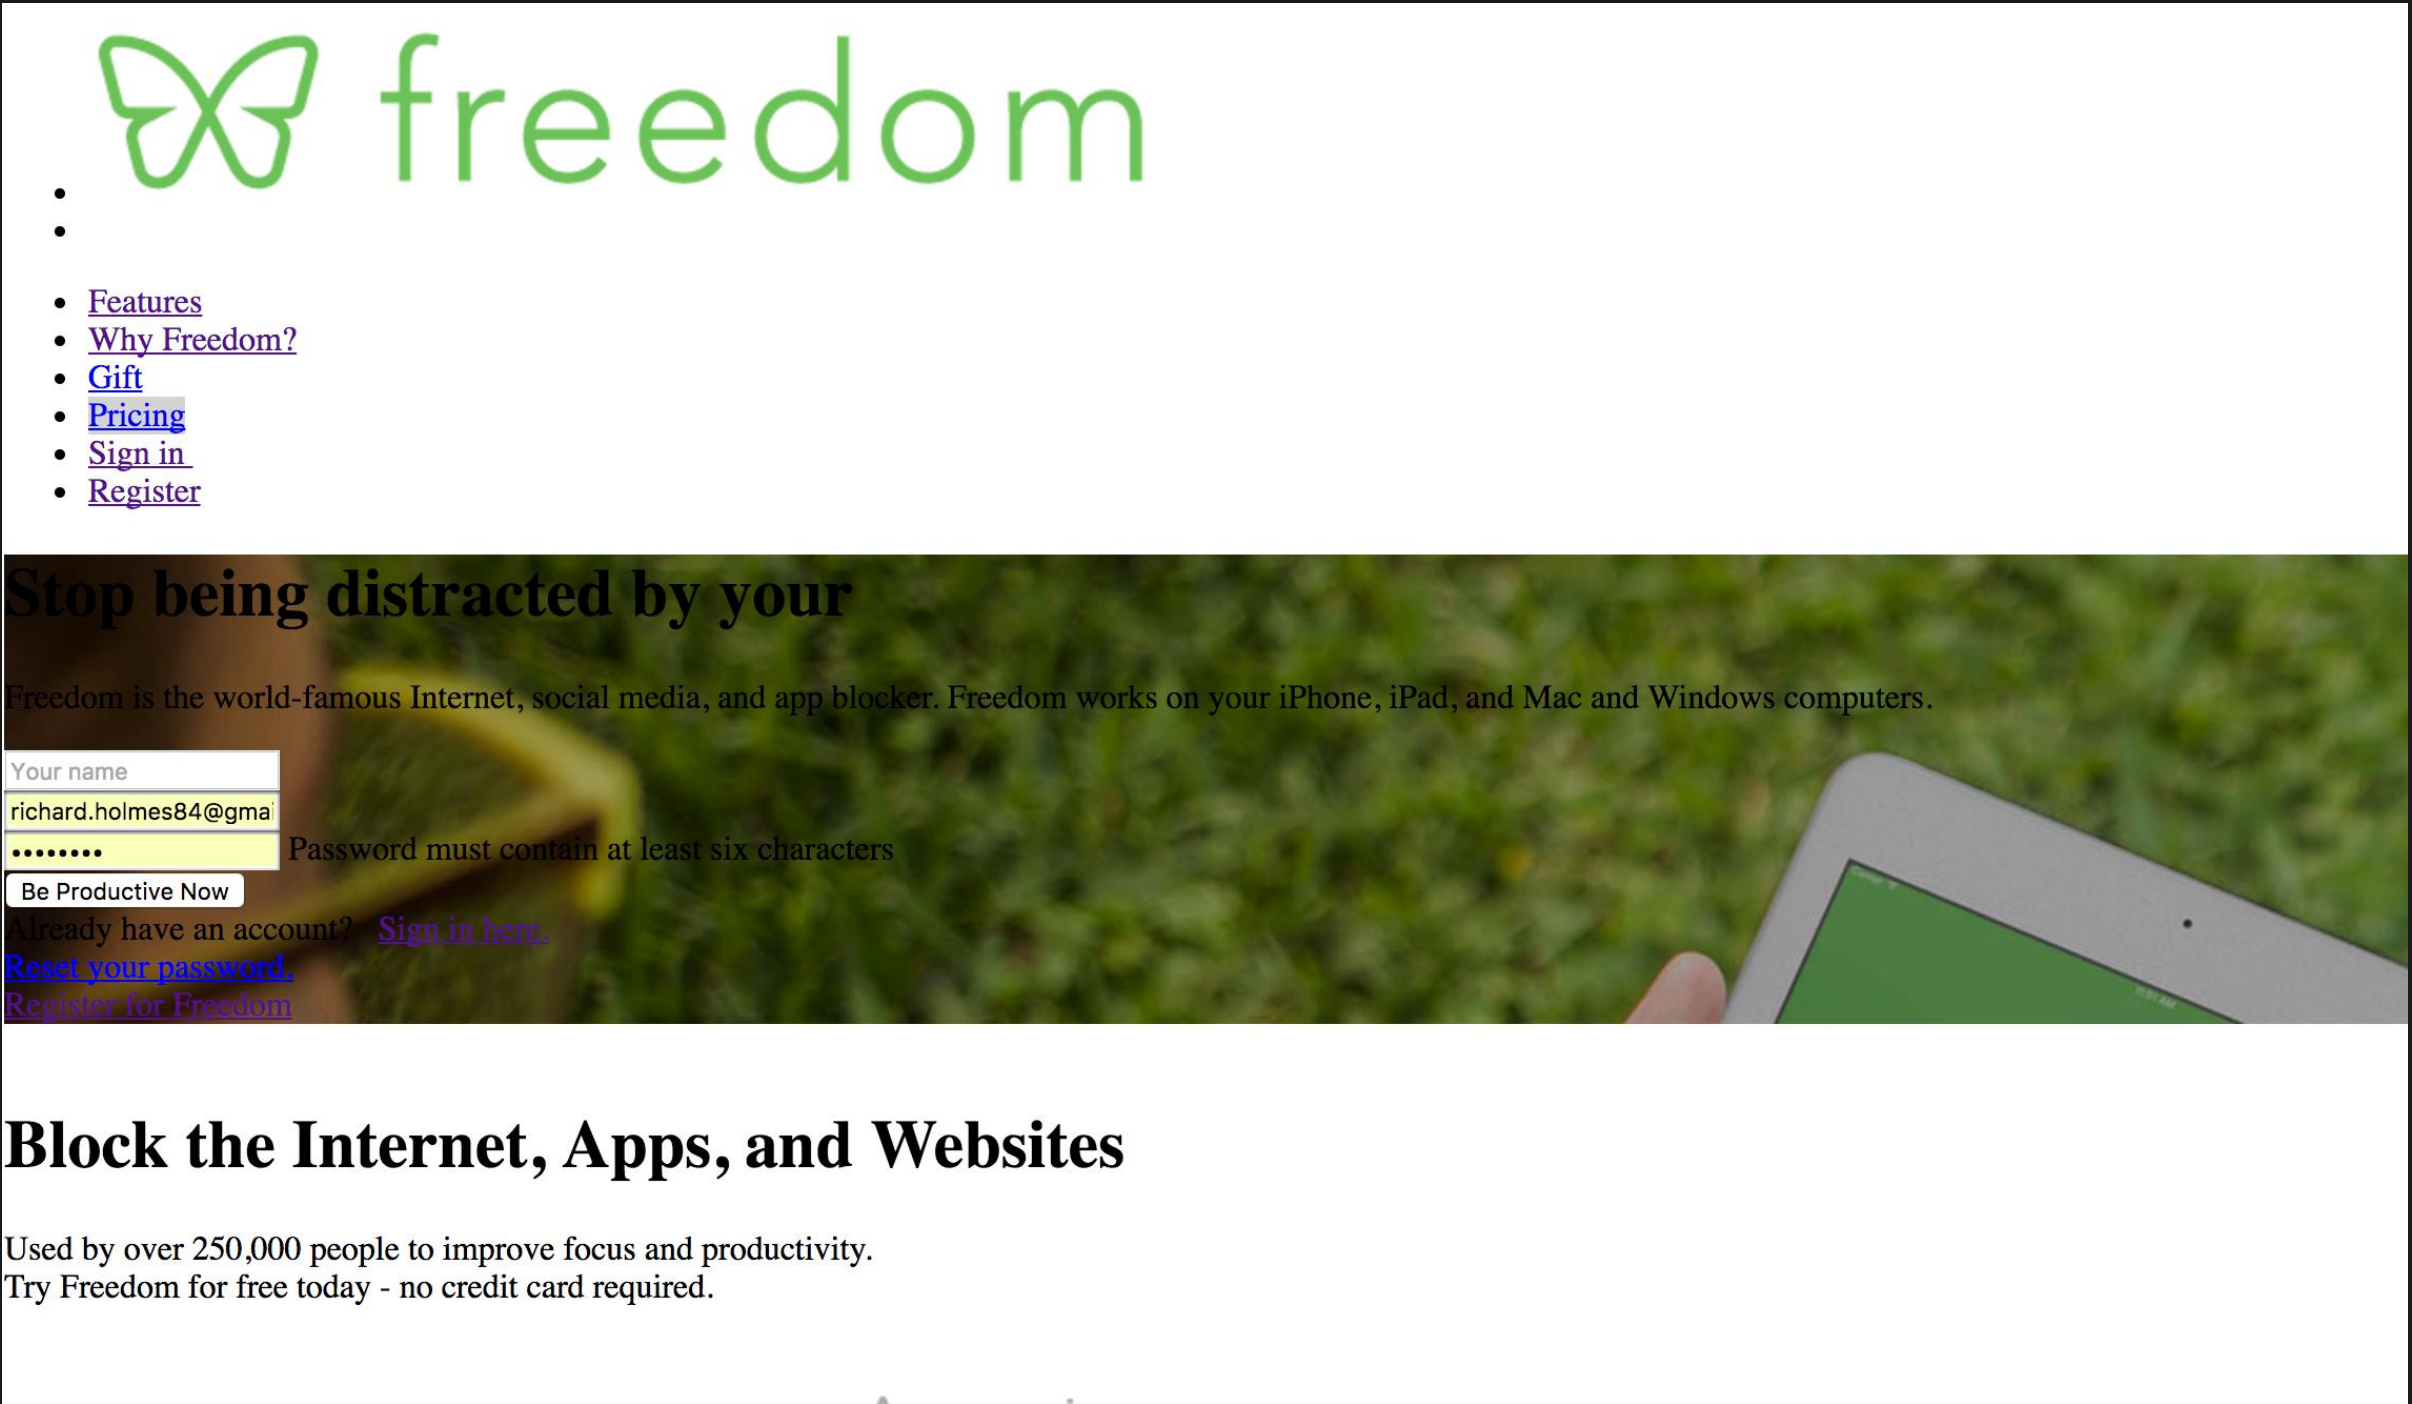 freedom
Features
Why Freedom?
Gift
Pricing
Sign in
Register
Stop being distracted by your
Freedom is the world-famous Internet, social media, and app blocker. Freedom works on your iPhone, iPad, and Mac and Windows computers.
Your name
richard.holmes84@gmai
•••••••• Password must contain at least six characters
Be Productive Now
Already have an account? Sign in here.
Reset your password.
Register for Freedom
Block the Internet, Apps, and Websites
Used by over 250,000 people to improve focus and productivity.
Try Freedom for free today - no credit card required.